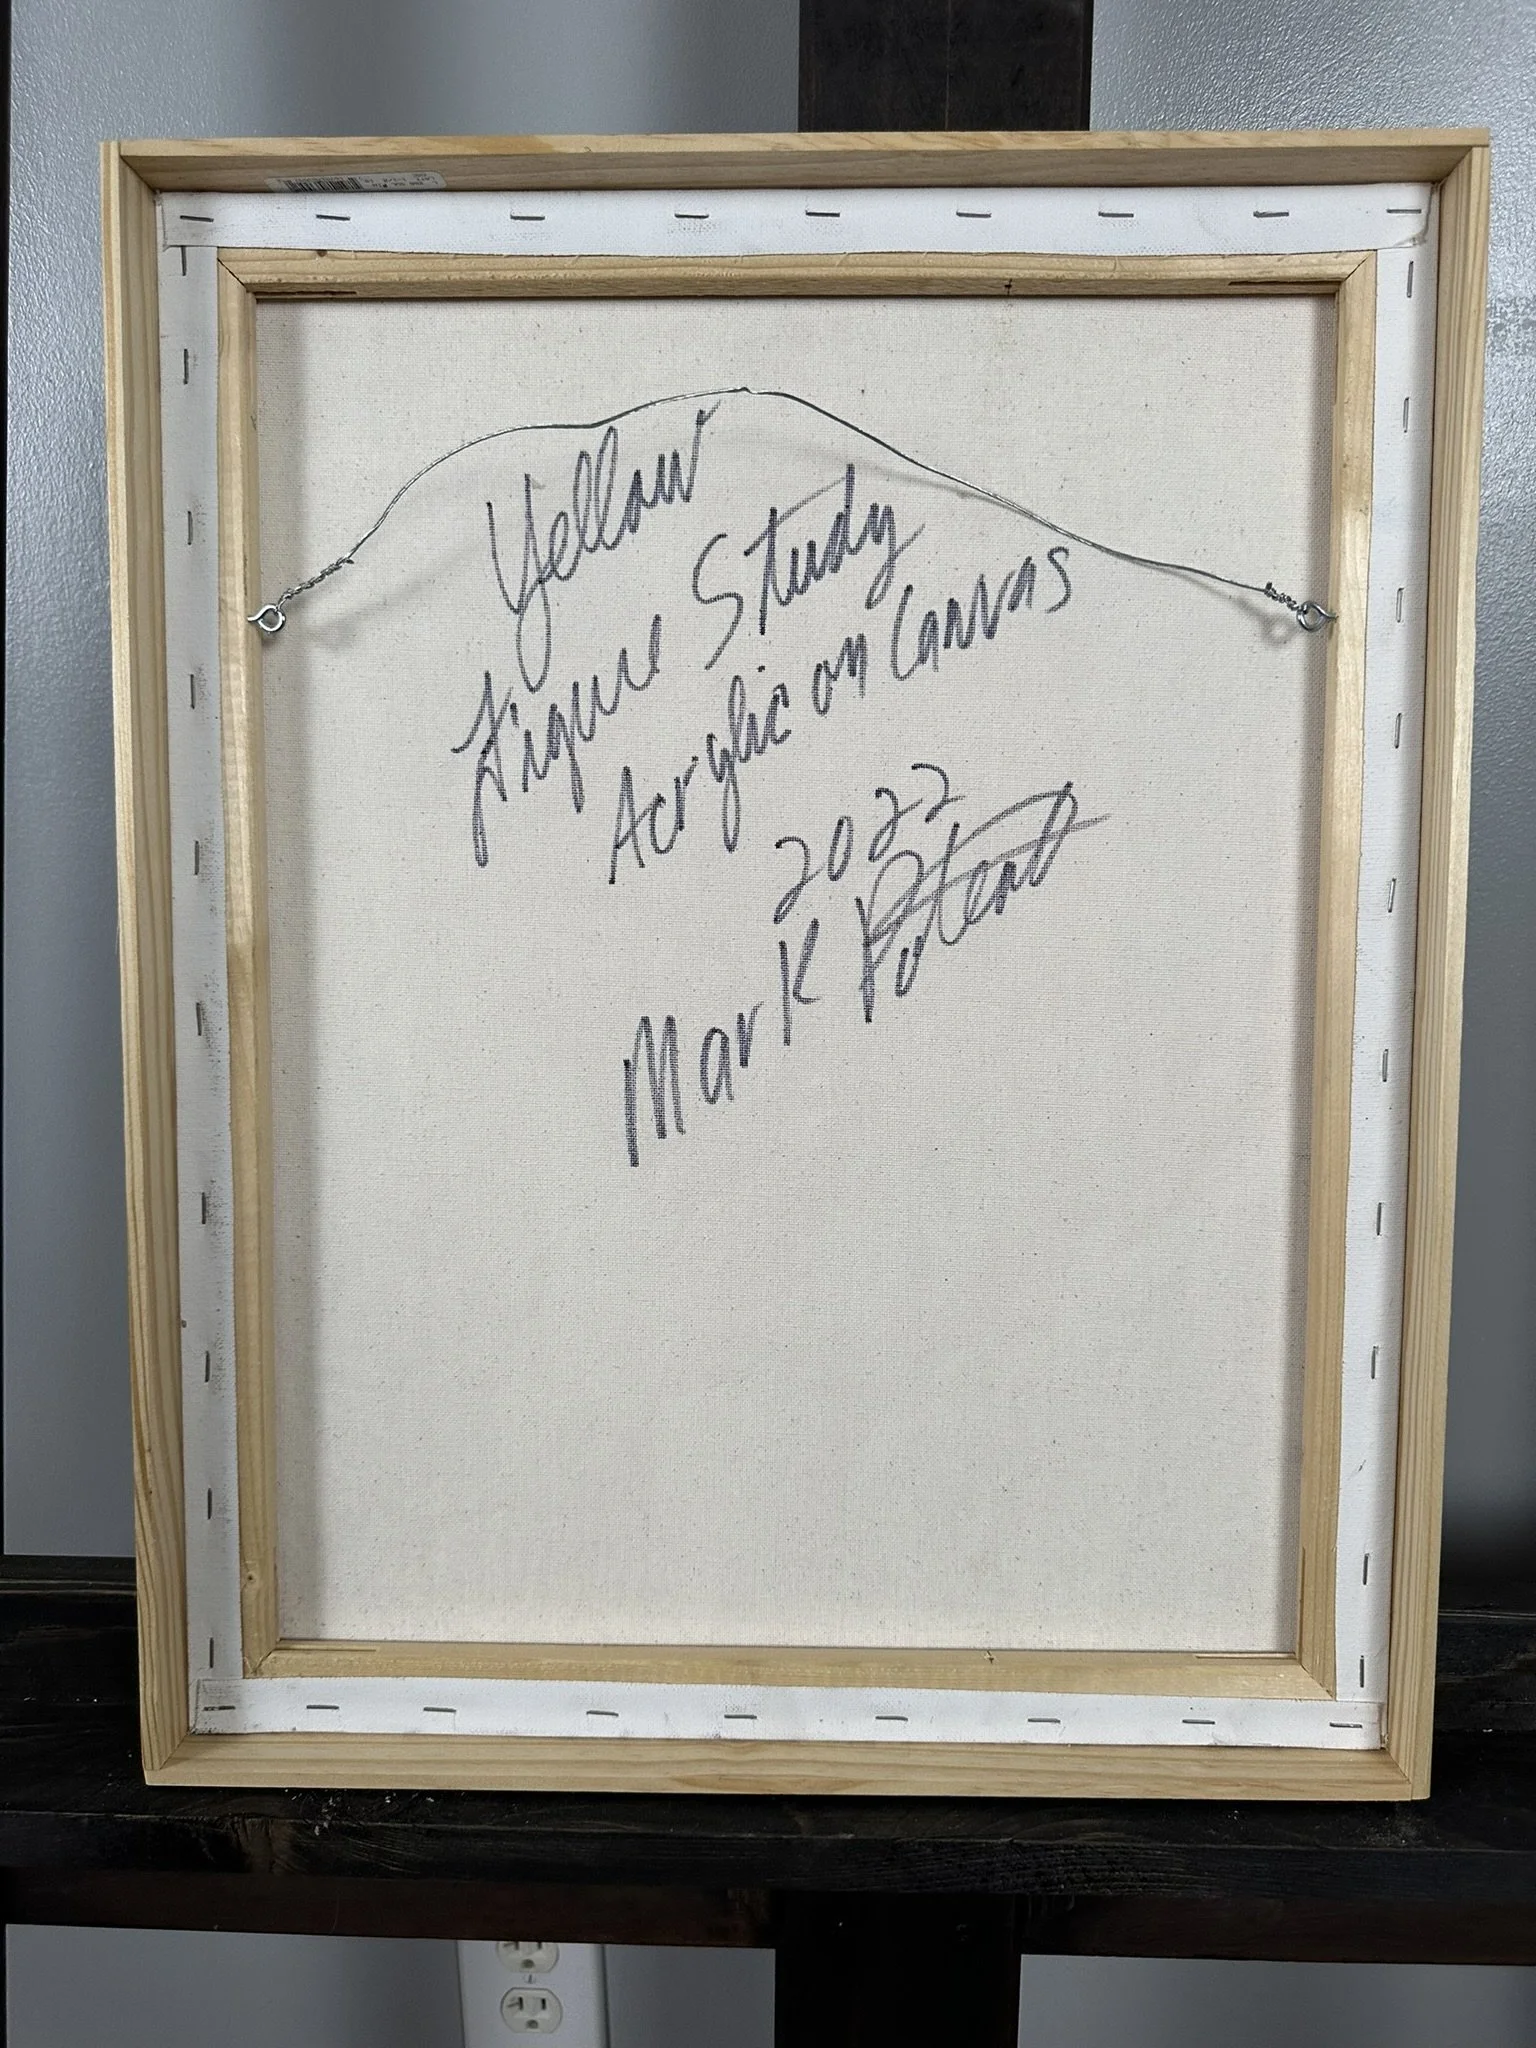 Yellow
Figure Study
Acrylic on Canvas
2022
Mark